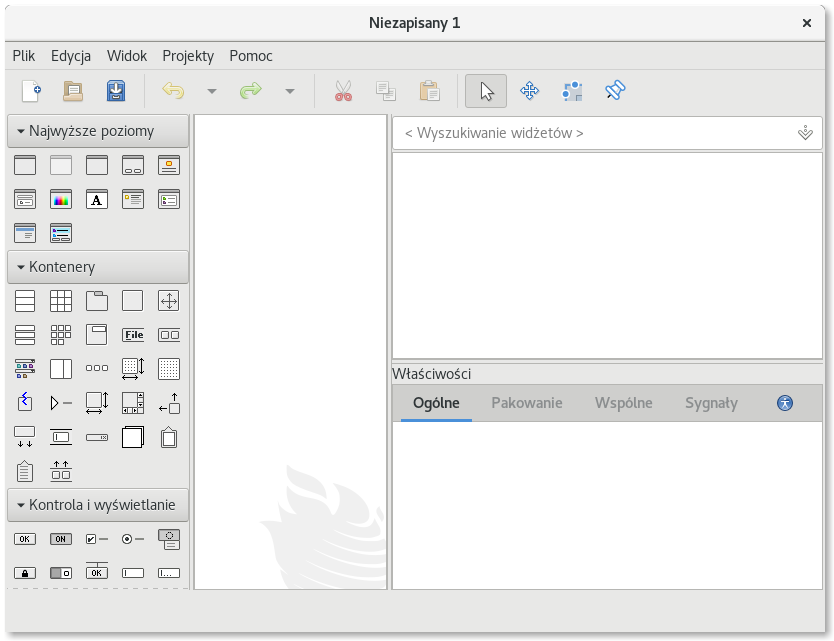 Niezapisany 1
Plik Edycja Widok Projekty Pomoc
Najwyższe poziomy
< Wyszukiwanie widżetów >
A
Kontenery
File
Właściwości
Ogólne Pakowanie Wspólne Sygnały
Kontrola i wyświetlanie
OK ON
OK